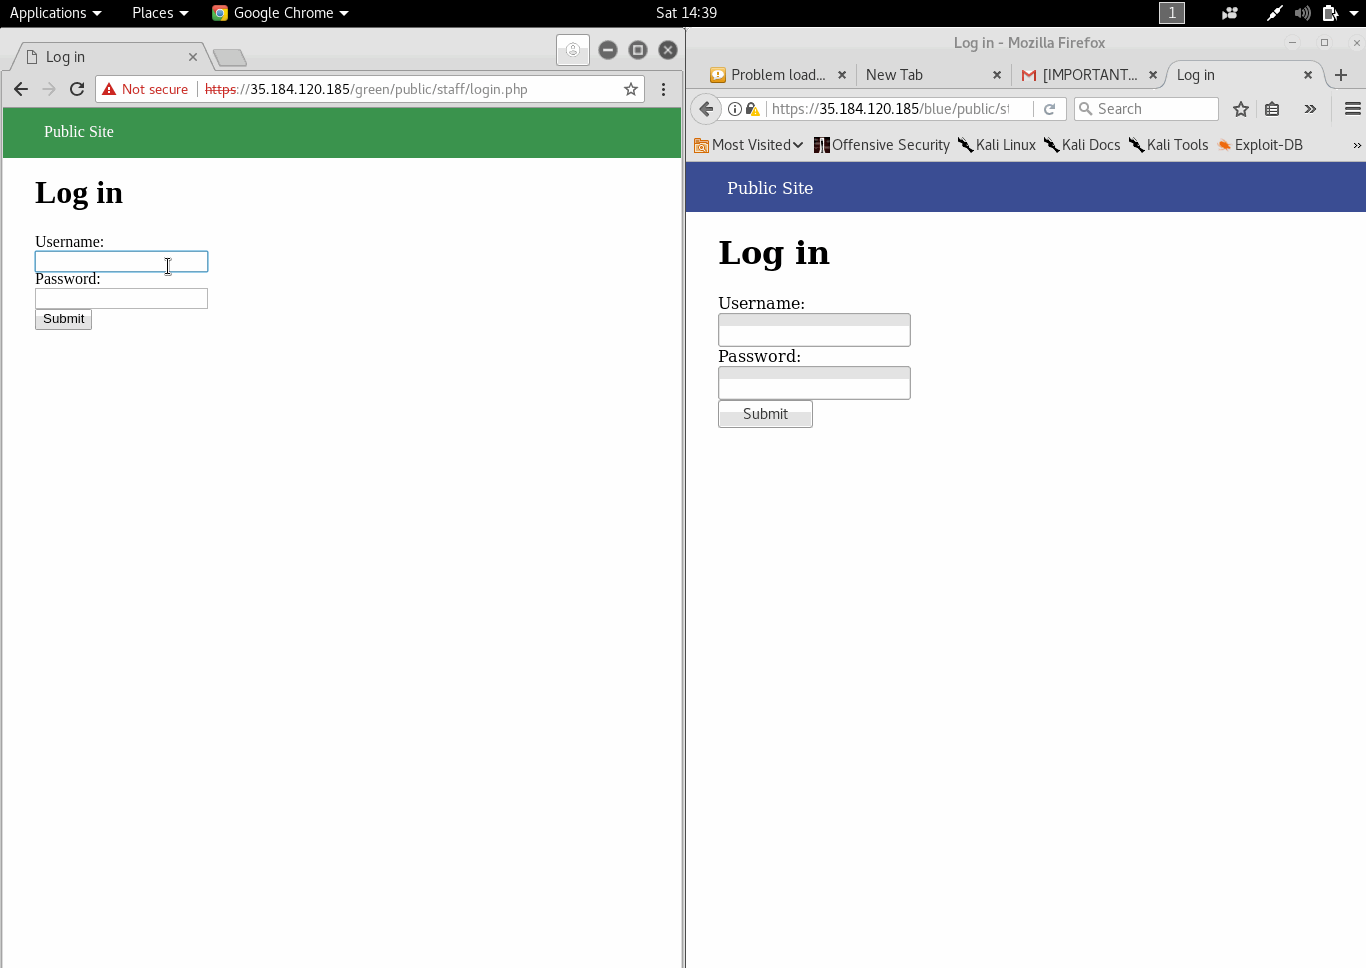 Applications Places Google Chrome Sat 14:39 1
Log in
Not secure https://35.184.120.185/green/public/staff/login.php
Public Site
Log in
Username:
Password:
Submit
Log in - Mozilla Firefox
Problem load... New Tab [IMPORTANT... Log in
https://35.184.120.185/blue/public/st Search
Most Visited Offensive Security Kali Linux Kali Docs Kali Tools Exploit-DB »
Public Site
Log in
Username:
Password:
Submit